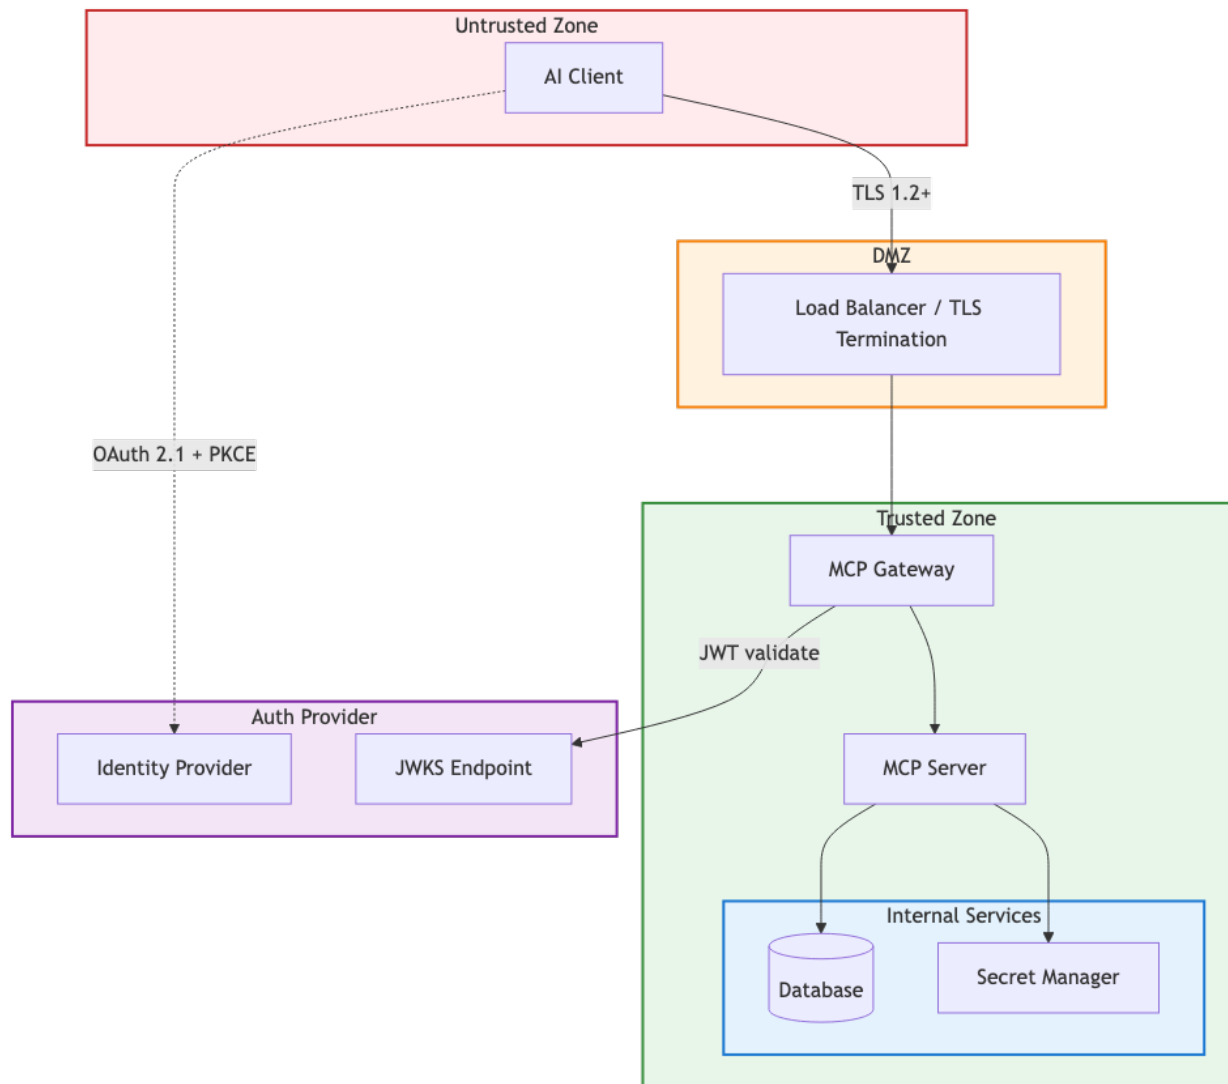 Untrusted Zone
AI Client
TLS 1.2+
DMZ
Load Balancer / TLS
Termination
OAuth 2.1 + PKCE
Trusted Zone
MCP Gateway
JWT validate
Auth Provider
Identity Provider
JWKS Endpoint
MCP Server
Internal Services
Database
Secret Manager